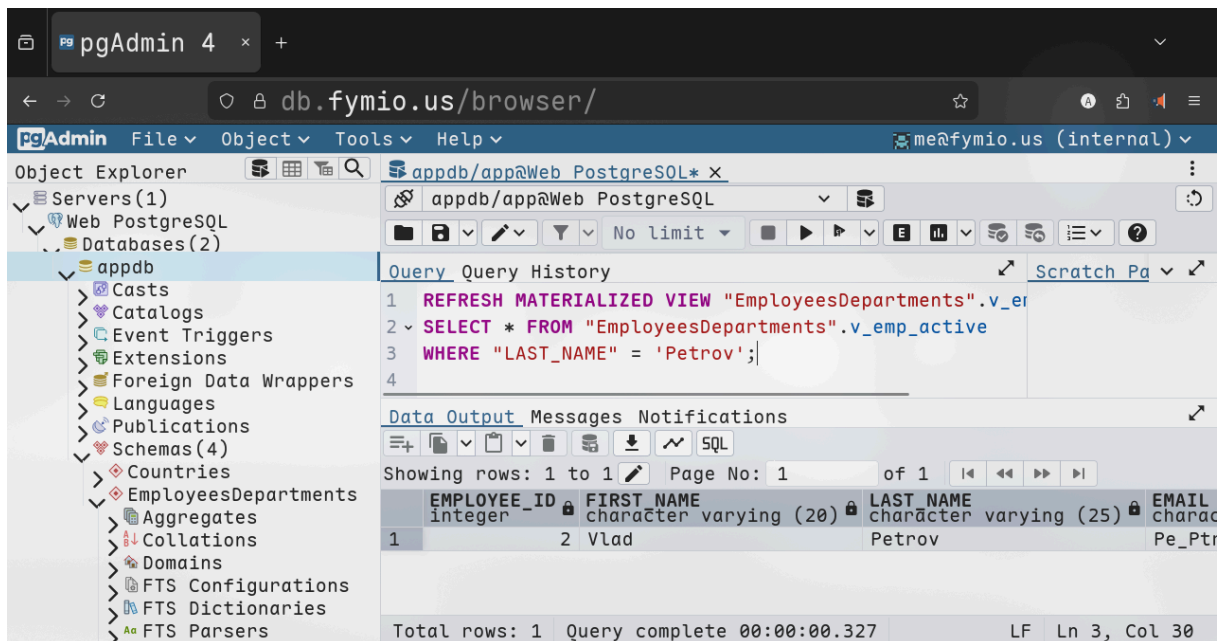 pgAdmin 4
db.fymio.us/browser/
pgAdmin File Object Tools Help me@fymio.us (internal)
Object Explorer
Servers(1)
Web PostgreSQL
Databases(2)
appdb
Casts
Catalogs
Event Triggers
Extensions
Foreign Data Wrappers
Languages
Publications
Schemas(4)
Countries
EmployeesDepartments
Aggregates
Collations
Domains
FTS Configurations
FTS Dictionaries
FTS Parsers
appdb/app@Web PostgreSQL*
appdb/app@Web PostgreSQL
No limit
Query Query History
Scratch Pa
1 REFRESH MATERIALIZED VIEW "EmployeesDepartments".v_em
2 SELECT * FROM "EmployeesDepartments".v_emp_active
3 WHERE "LAST_NAME" = 'Petrov';
4
Data Output Messages Notifications
SQL
Showing rows: 1 to 1 Page No: 1 of 1
EMPLOYEE_ID FIRST_NAME LAST_NAME EMAIL
integer character varying (20) character varying (25) charac
1 2 Vlad Petrov Pe_Ptr
Total rows: 1 Query complete 00:00:00.327 LF Ln 3, Col 30